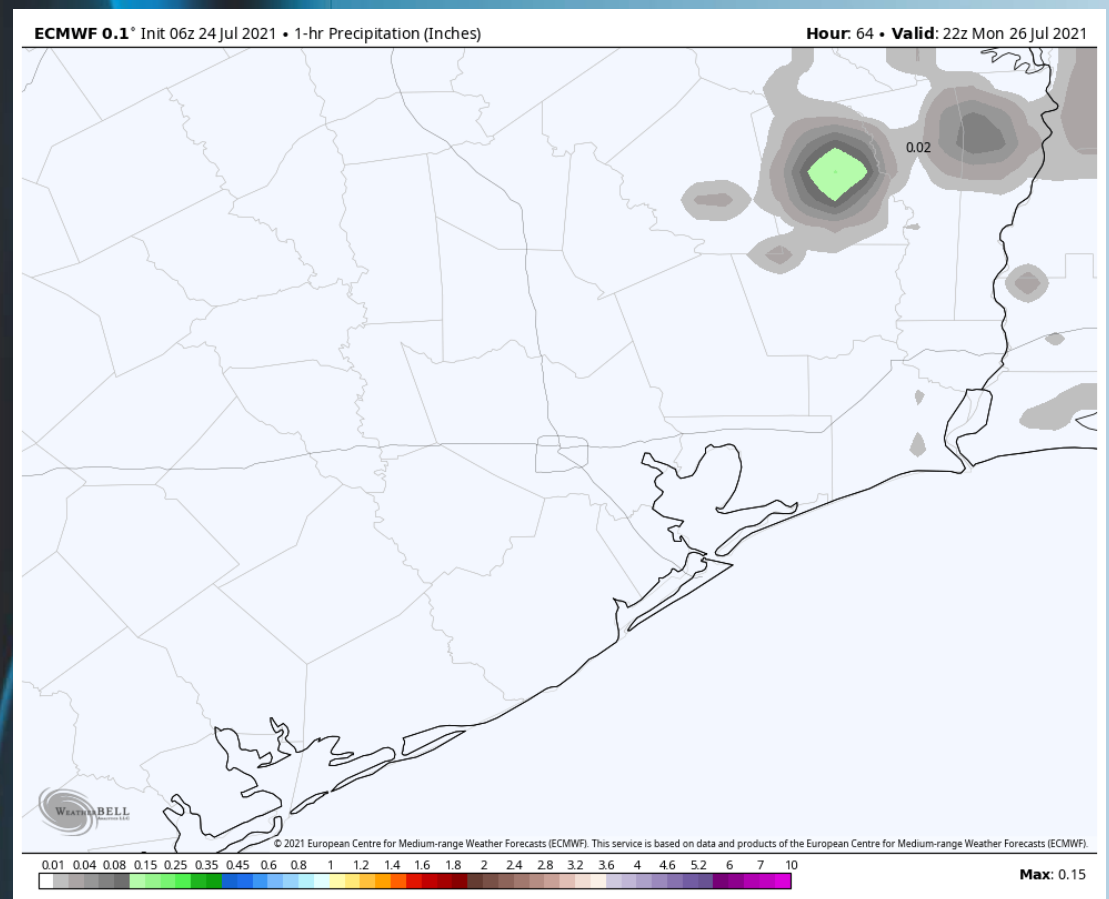 ECMWF 0.1° Init 06z 24 Jul 2021 • 1-hr Precipitation (Inches)
Hour: 64 • Valid: 22z Mon 26 Jul 2021
0.02
WEATHERBELL
© 2021 European Centre for Medium-range Weather Forecasts (ECMWF). This service is based on data and products of the European Centre for Medium-range Weather Forecasts (ECMWF).
0.01 0.04 0.08 0.15 0.25 0.35 0.45 0.6 0.8 1 1.2 1.4 1.6 1.8 2 2.4 2.8 3.2 3.6 4 4.6 5.2 6 7 10
Max: 0.15